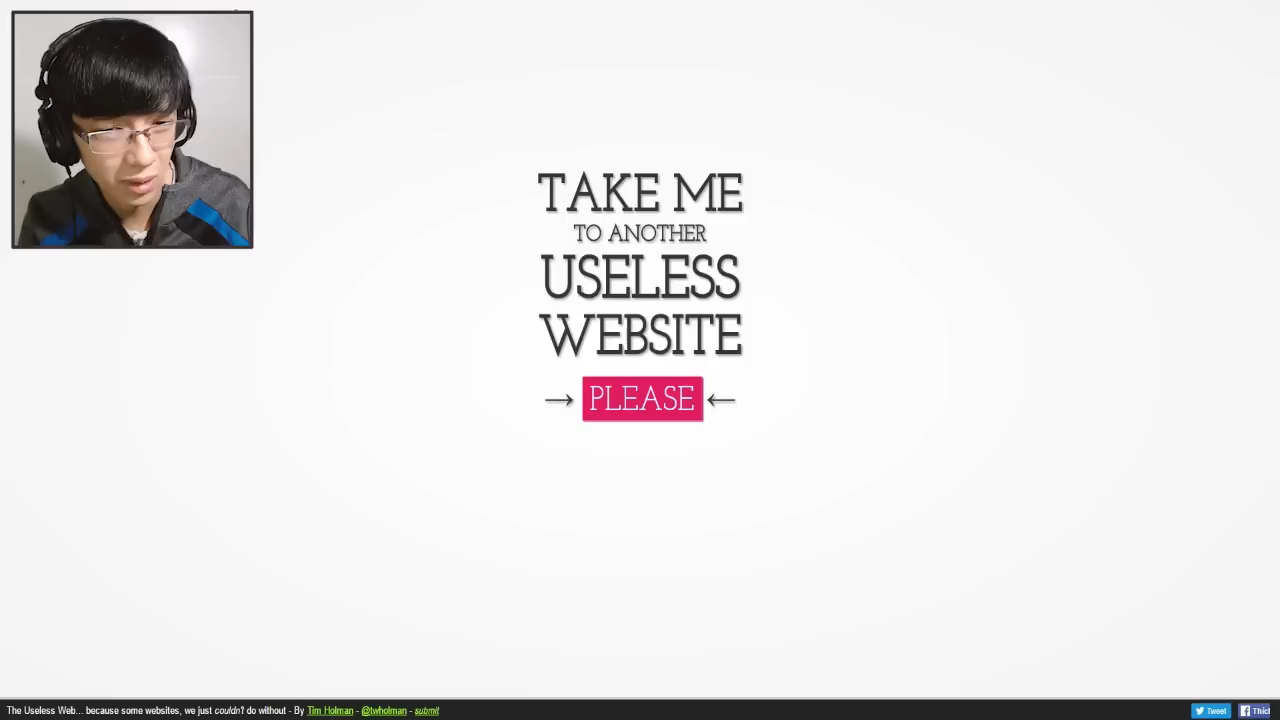 TAKE ME
TO ANOTHER
USELESS
WEBSITE
→ PLEASE ←
The Useless Web... because some websites, we just couldn't do without - By Tim Holman - @twholman - submit
Tweet
Thích